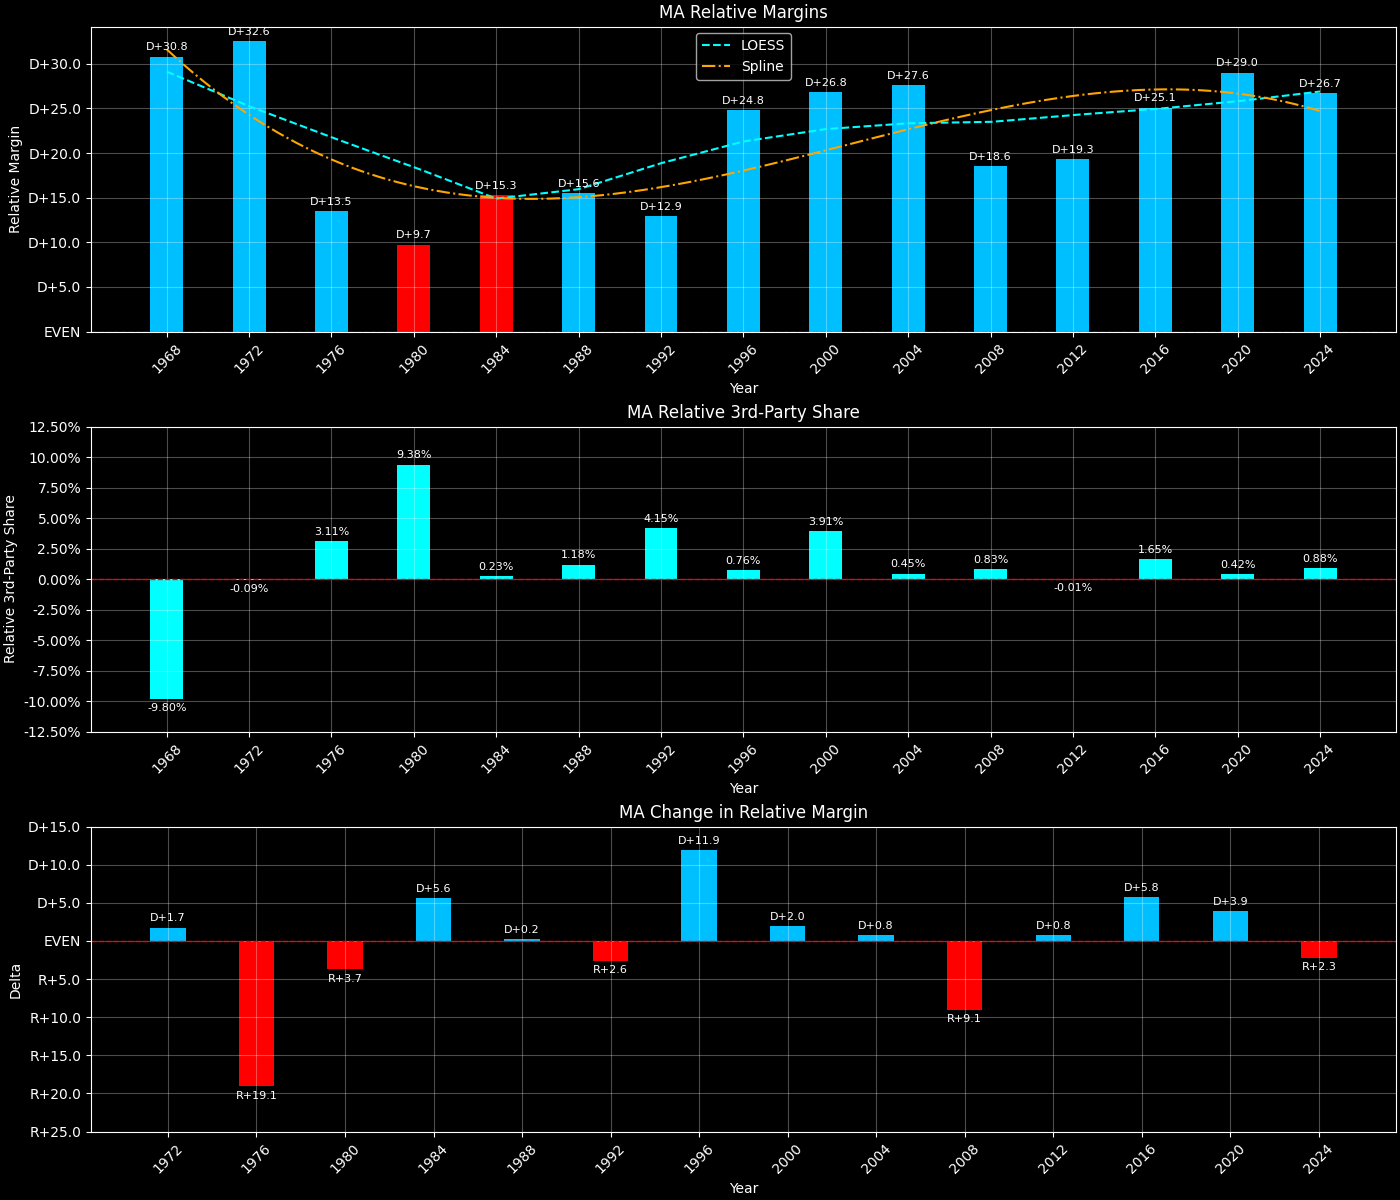 MA Relative Margins
Relative Margin
D+30.0
D+25.0
D+20.0
D+15.0
D+10.0
D+5.0
EVEN
LOESS
Spline
D+30.8
D+32.6
D+13.5
D+9.7
D+15.3
D+15.6
D+12.9
D+24.8
D+26.8
D+27.6
D+18.6
D+19.3
D+25.1
D+29.0
D+26.7
1968
1972
1976
1980
1984
1988
1992
1996
2000
2004
2008
2012
2016
2020
2024
Year
MA Relative 3rd-Party Share
Relative 3rd-Party Share
12.50%
10.00%
7.50%
5.00%
2.50%
0.00%
-2.50%
-5.00%
-7.50%
-10.00%
-12.50%
-9.80%
-0.09%
3.11%
9.38%
0.23%
1.18%
4.15%
0.76%
3.91%
0.45%
0.83%
-0.01%
1.65%
0.42%
0.88%
1968
1972
1976
1980
1984
1988
1992
1996
2000
2004
2008
2012
2016
2020
2024
Year
MA Change in Relative Margin
Delta
D+15.0
D+10.0
D+5.0
EVEN
R+5.0
R+10.0
R+15.0
R+20.0
R+25.0
D+1.7
R+19.1
R+3.7
D+5.6
D+0.2
R+2.6
D+11.9
D+2.0
D+0.8
R+9.1
D+0.8
D+5.8
D+3.9
R+2.3
1972
1976
1980
1984
1988
1992
1996
2000
2004
2008
2012
2016
2020
2024
Year